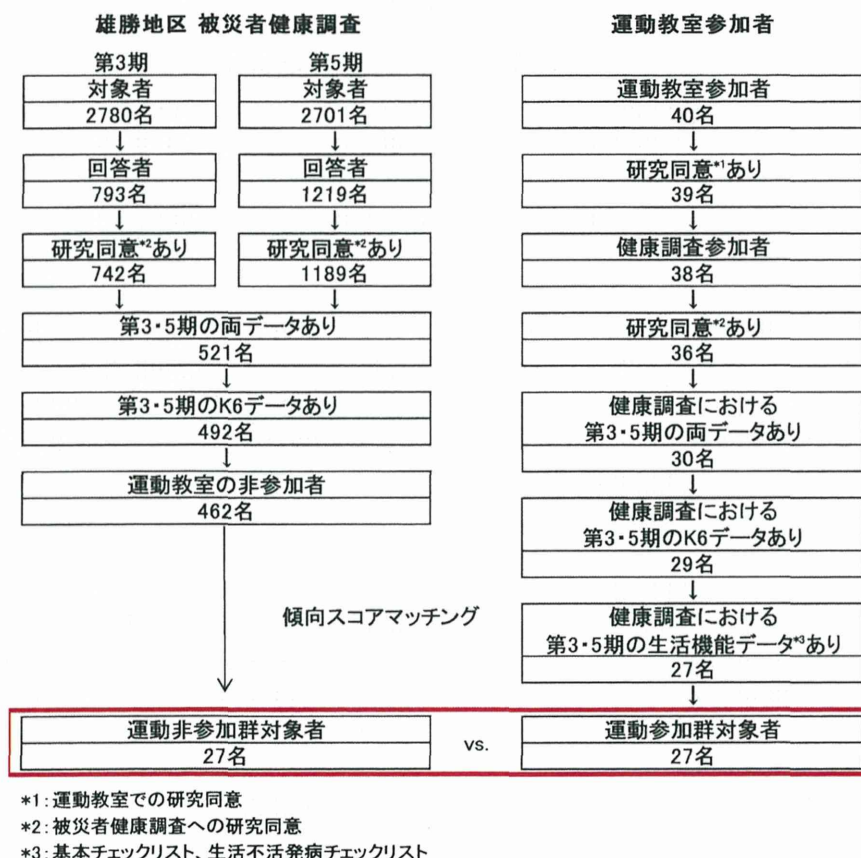 雄勝地区 被災者健康調査
第3期
対象者
2780名
↓
回答者
793名
↓
研究同意*2あり
742名
↓
第5期
対象者
2701名
↓
回答者
1219名
↓
研究同意*2あり
1189名
↓
第3・5期の両データあり
521名
↓
第3・5期のK6データあり
492名
↓
運動教室の非参加者
462名
傾向スコアマッチング
運動非参加群対象者
27名
vs.
運動教室参加者
運動教室参加者
40名
↓
研究同意*1あり
39名
↓
健康調査参加者
38名
↓
研究同意*2あり
36名
↓
健康調査における
第3・5期の両データあり
30名
↓
健康調査における
第3・5期のK6データあり
29名
↓
健康調査における
第3・5期の生活機能データ*3あり
27名
↓
運動参加群対象者
27名
*1：運動教室での研究同意
*2：被災者健康調査への研究同意
*3：基本チェックリスト、生活不活発病チェックリスト